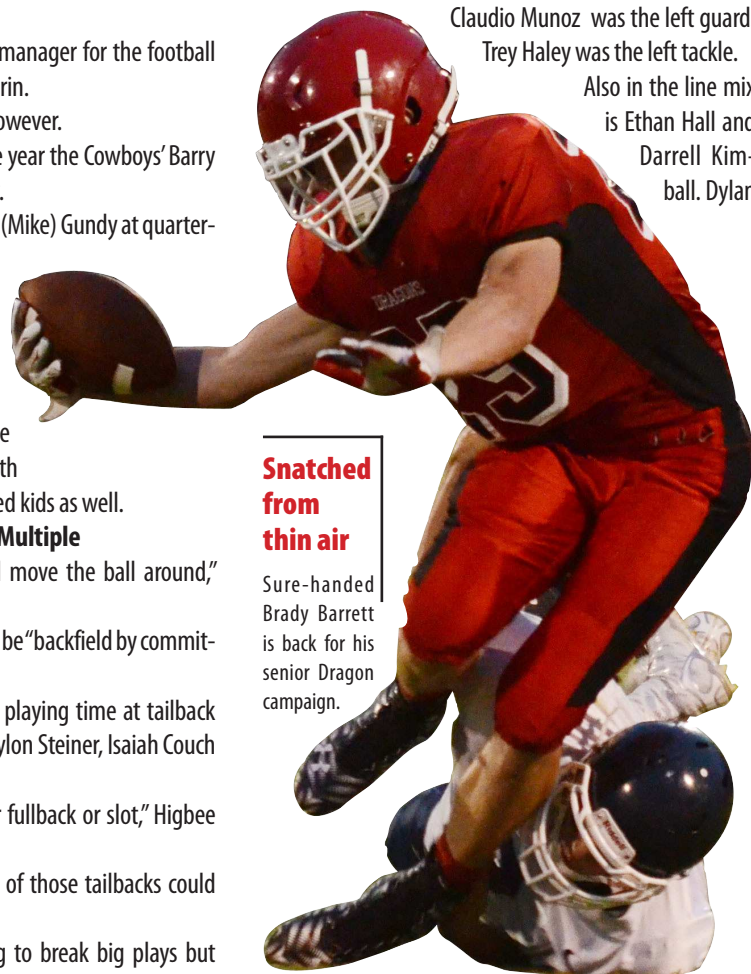 manager for the football
rin.
owever.
e year the Cowboys’ Barry
.
(Mike) Gundy at quarter-
e
th
ed kids as well.
Multiple
l move the ball around,”
be “backfield by commit-
playing time at tailback
ylon Steiner, Isaiah Couch
r fullback or slot,” Higbee
of those tailbacks could
g to break big plays but
Claudio Munoz was the left guard
Trey Haley was the left tackle.
Also in the line mix
is Ethan Hall and
Darrell Kim-
ball. Dylan
DRAGONS
Snatched
from
thin air
Sure-handed
Brady Barrett
is back for his
senior Dragon
campaign.